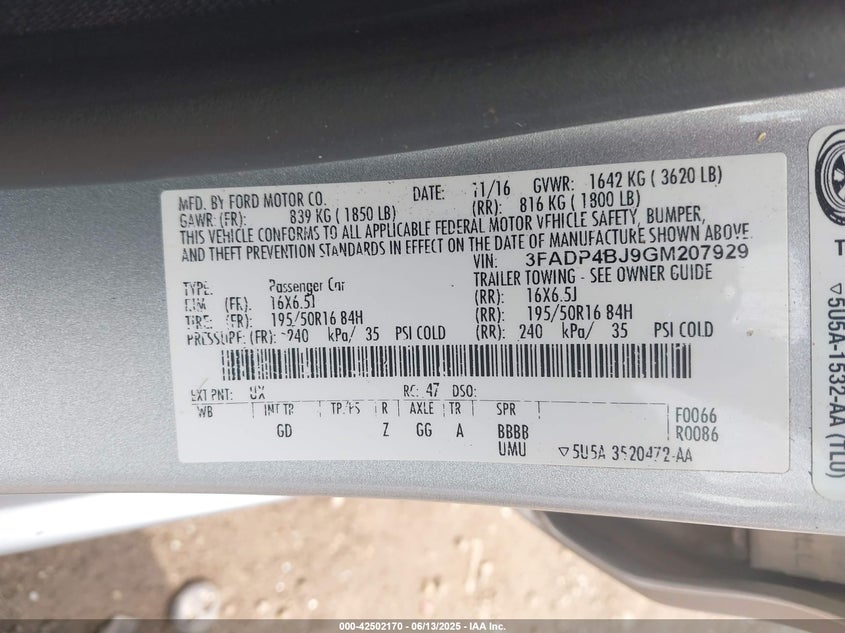 MFD. BY FORD MOTOR CO. DATE: 11/16 GVWR: 1642 KG ( 3620 LB)
GAWR: (FR): 839 KG ( 1850 LB) (RR): 816 KG ( 1800 LB)
THIS VEHICLE CONFORMS TO ALL APPLICABLE FEDERAL MOTOR VEHICLE SAFETY, BUMPER,
AND THEFT PREVENTION STANDARDS IN EFFECT ON THE DATE OF MANUFACTURE SHOWN ABOVE.
VIN: 3FADP4BJ9GM207929
TYPE: Passenger Car TRAILER TOWING - SEE OWNER GUIDE
RIM (FR): 16X6.5J (RR): 16X6.5J
TIRE: (FR): 195/50R16 84H (RR): 195/50R16 84H
PRESSURE: (FR): 240 kPa/ 35 PSI COLD (RR): 240 kPa/ 35 PSI COLD
EXT PNT: UX RC: 47 DSO:
WB INT TR TP/PS R AXLE TR SPR F0066
GD Z GG A BBBB R0086
UMU ▽5U5A 3520472-AA
▽5U5A-1532-AA (TLU)
000-42502170 - 06/13/2025 - IAA Inc.